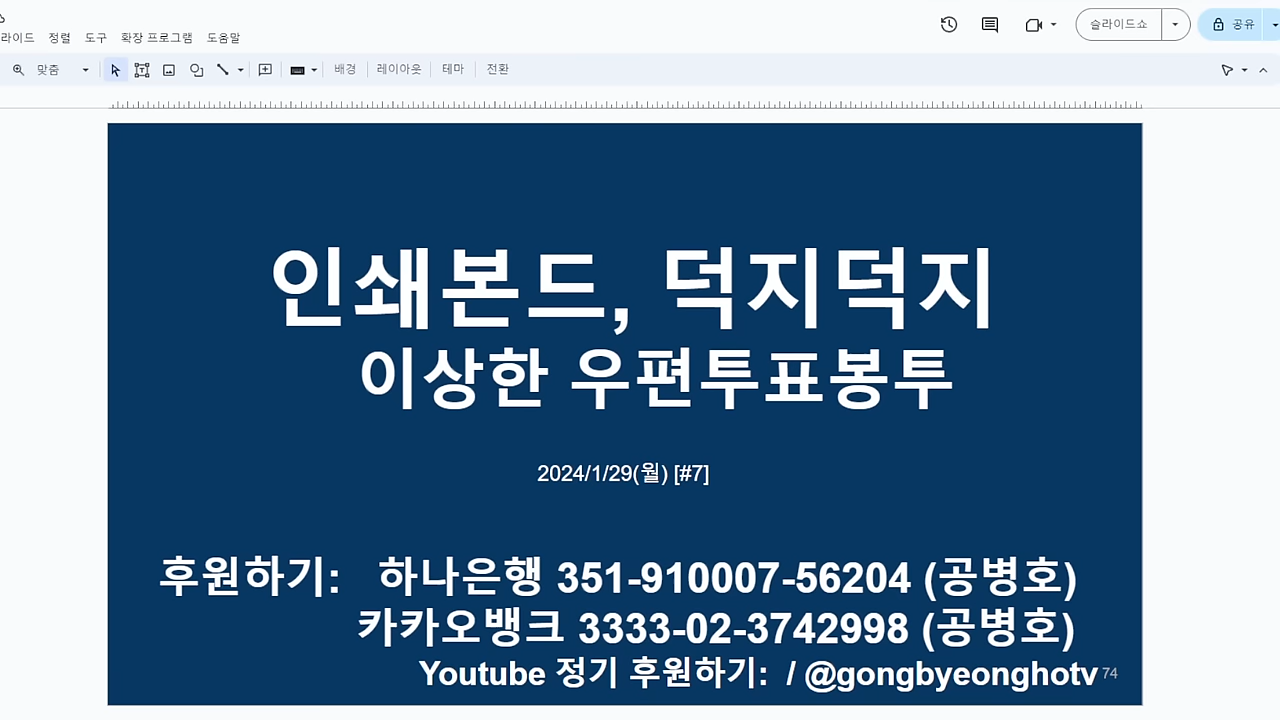 라이드 정렬 도구 확장 프로그램 도움말
슬라이드쇼 공유
맞춤 배경 레이아웃 테마 전환
인쇄본드, 덕지덕지
이상한 우편투표봉투
2024/1/29(월) [#7]
후원하기: 하나은행 351-910007-56204 (공병호)
카카오뱅크 3333-02-3742998 (공병호)
Youtube 정기 후원하기: / @gongbyeonghotv
74